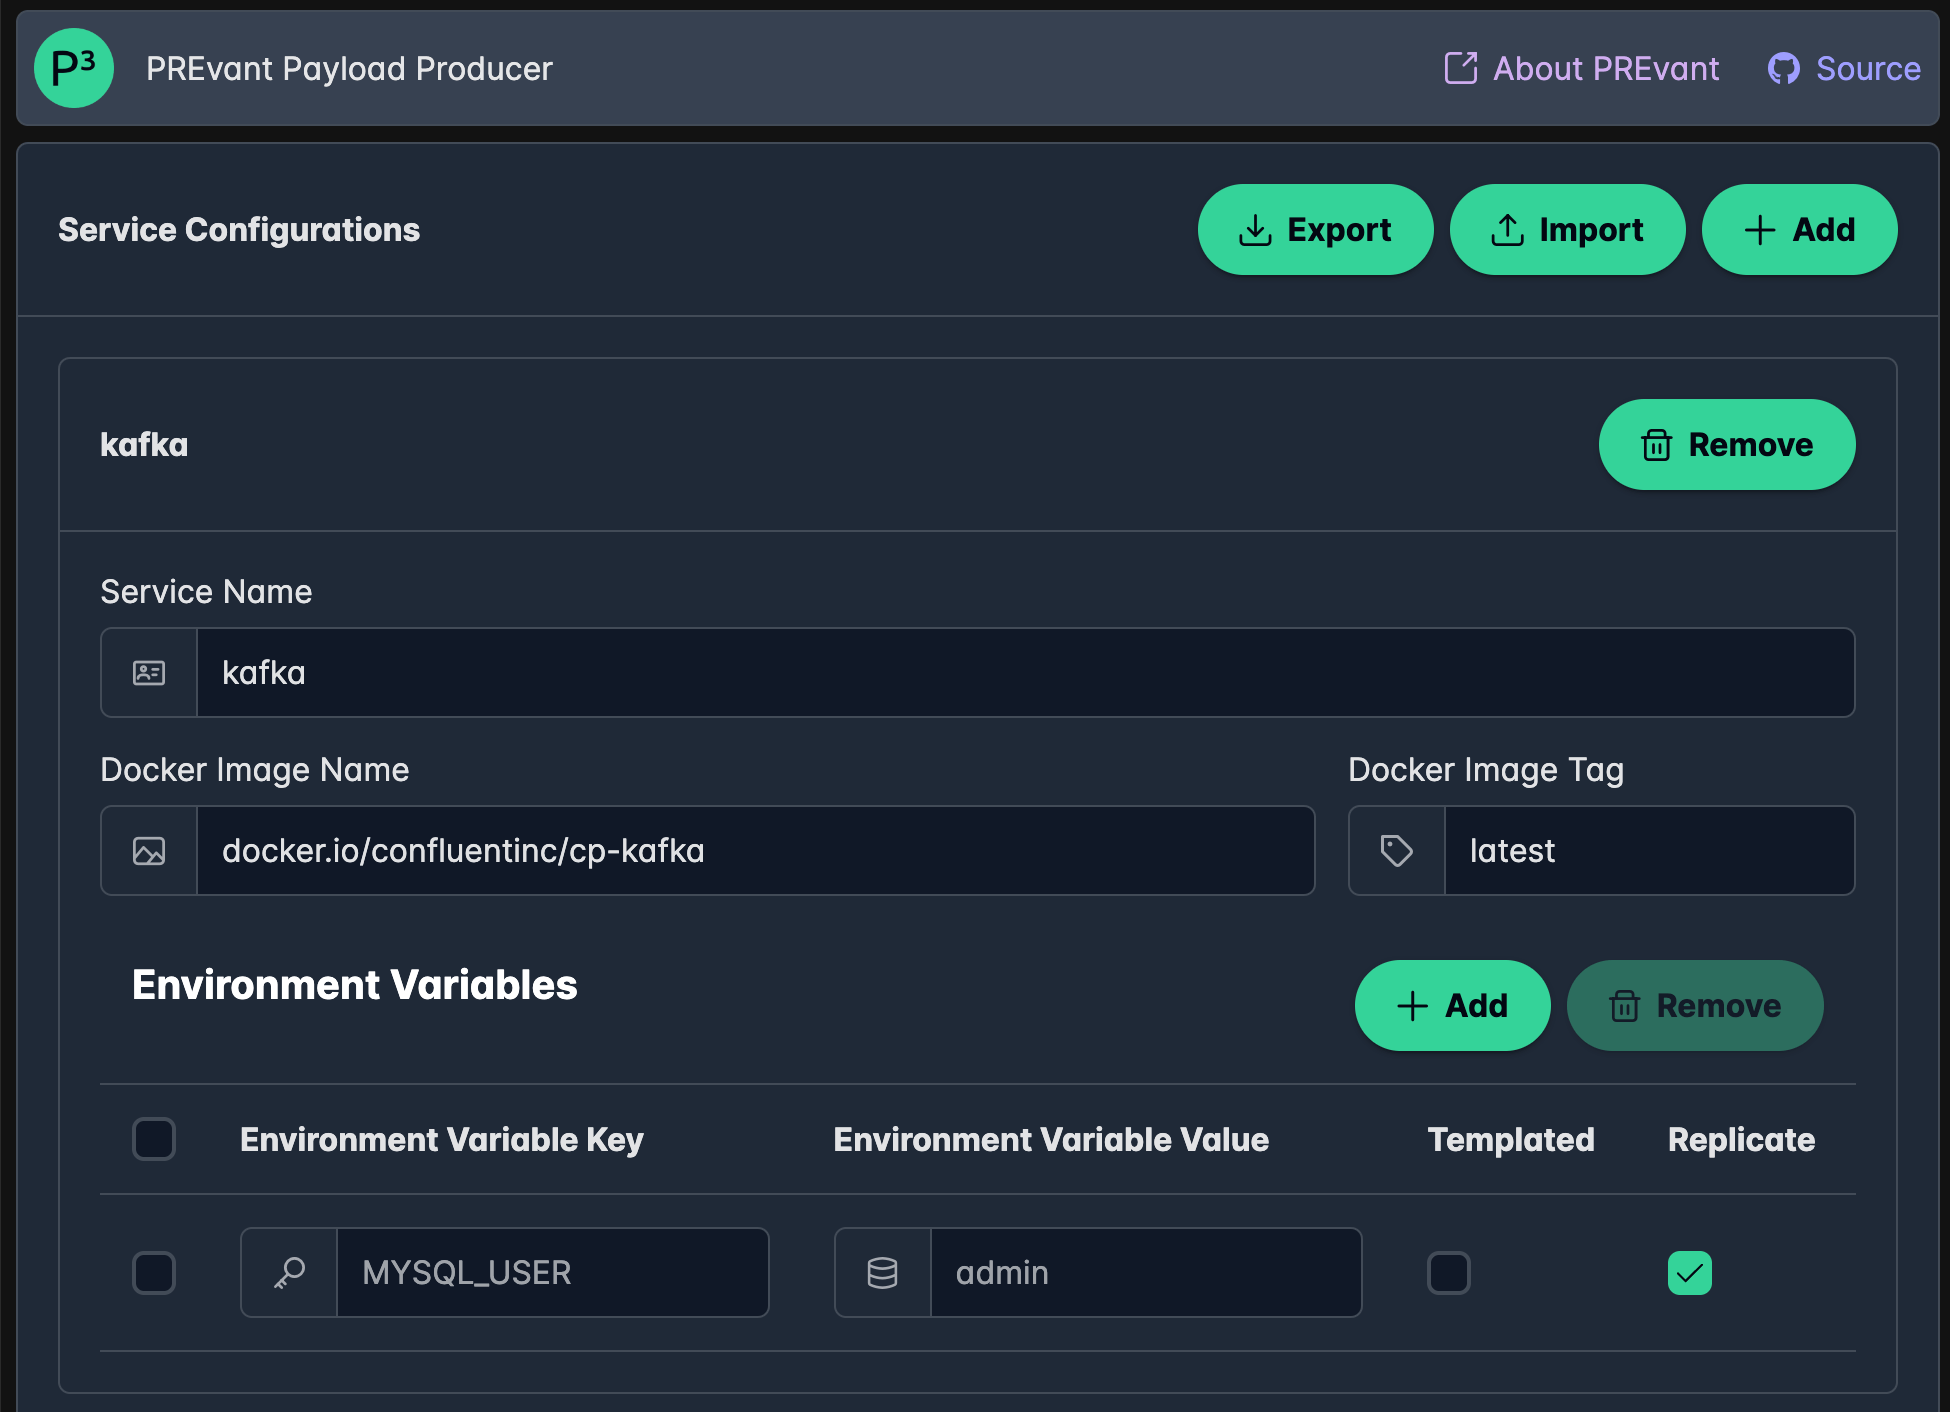 P³ PREvant Payload Producer About PREvant Source
Service Configurations Export Import Add
kafka Remove
Service Name
kafka
Docker Image Name Docker Image Tag
docker.io/confluentinc/cp-kafka latest
Environment Variables Add Remove
Environment Variable Key Environment Variable Value Templated Replicate
MYSQL_USER admin